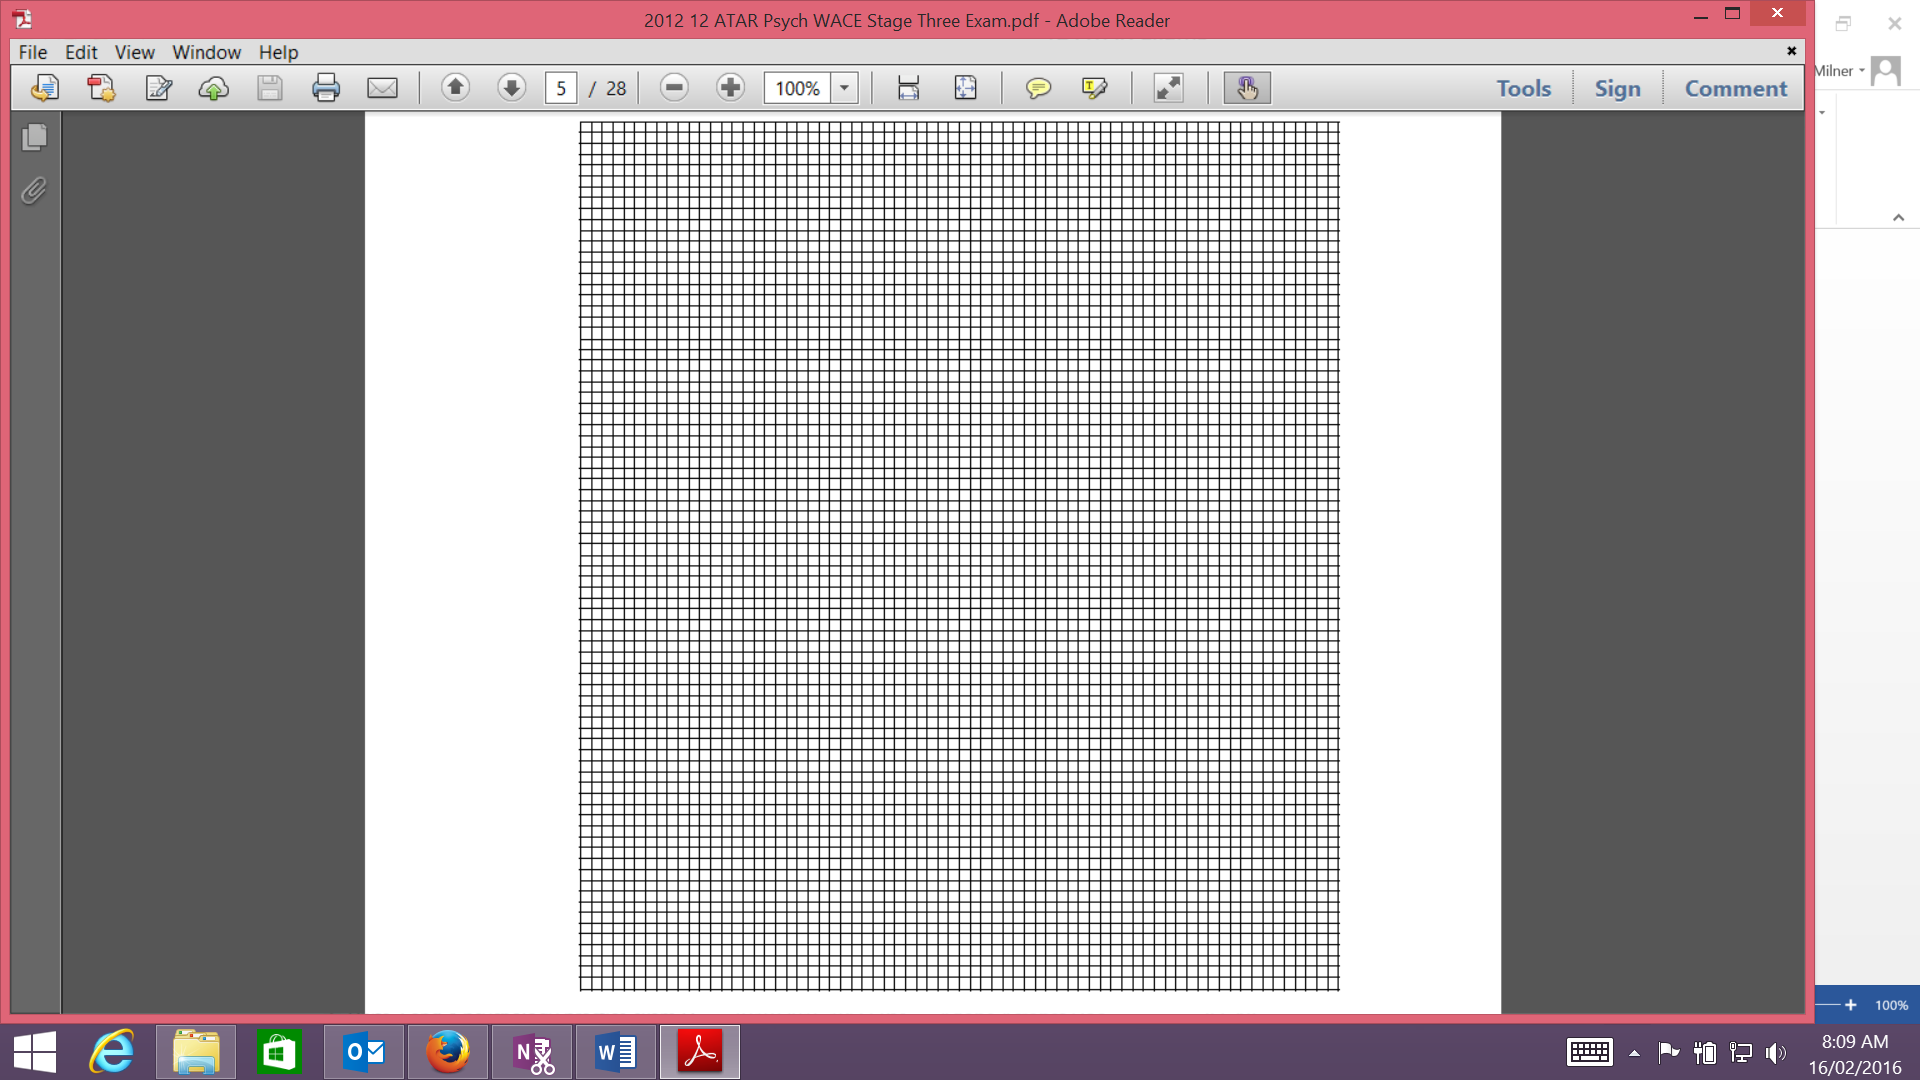 2012 12 ATAR Psych WACE Stage Three Exam.pdf - Adobe Reader
File Edit View Window Help
Milner
5 / 28 100% Tools Sign Comment
100%
8:09 AM
16/02/2016